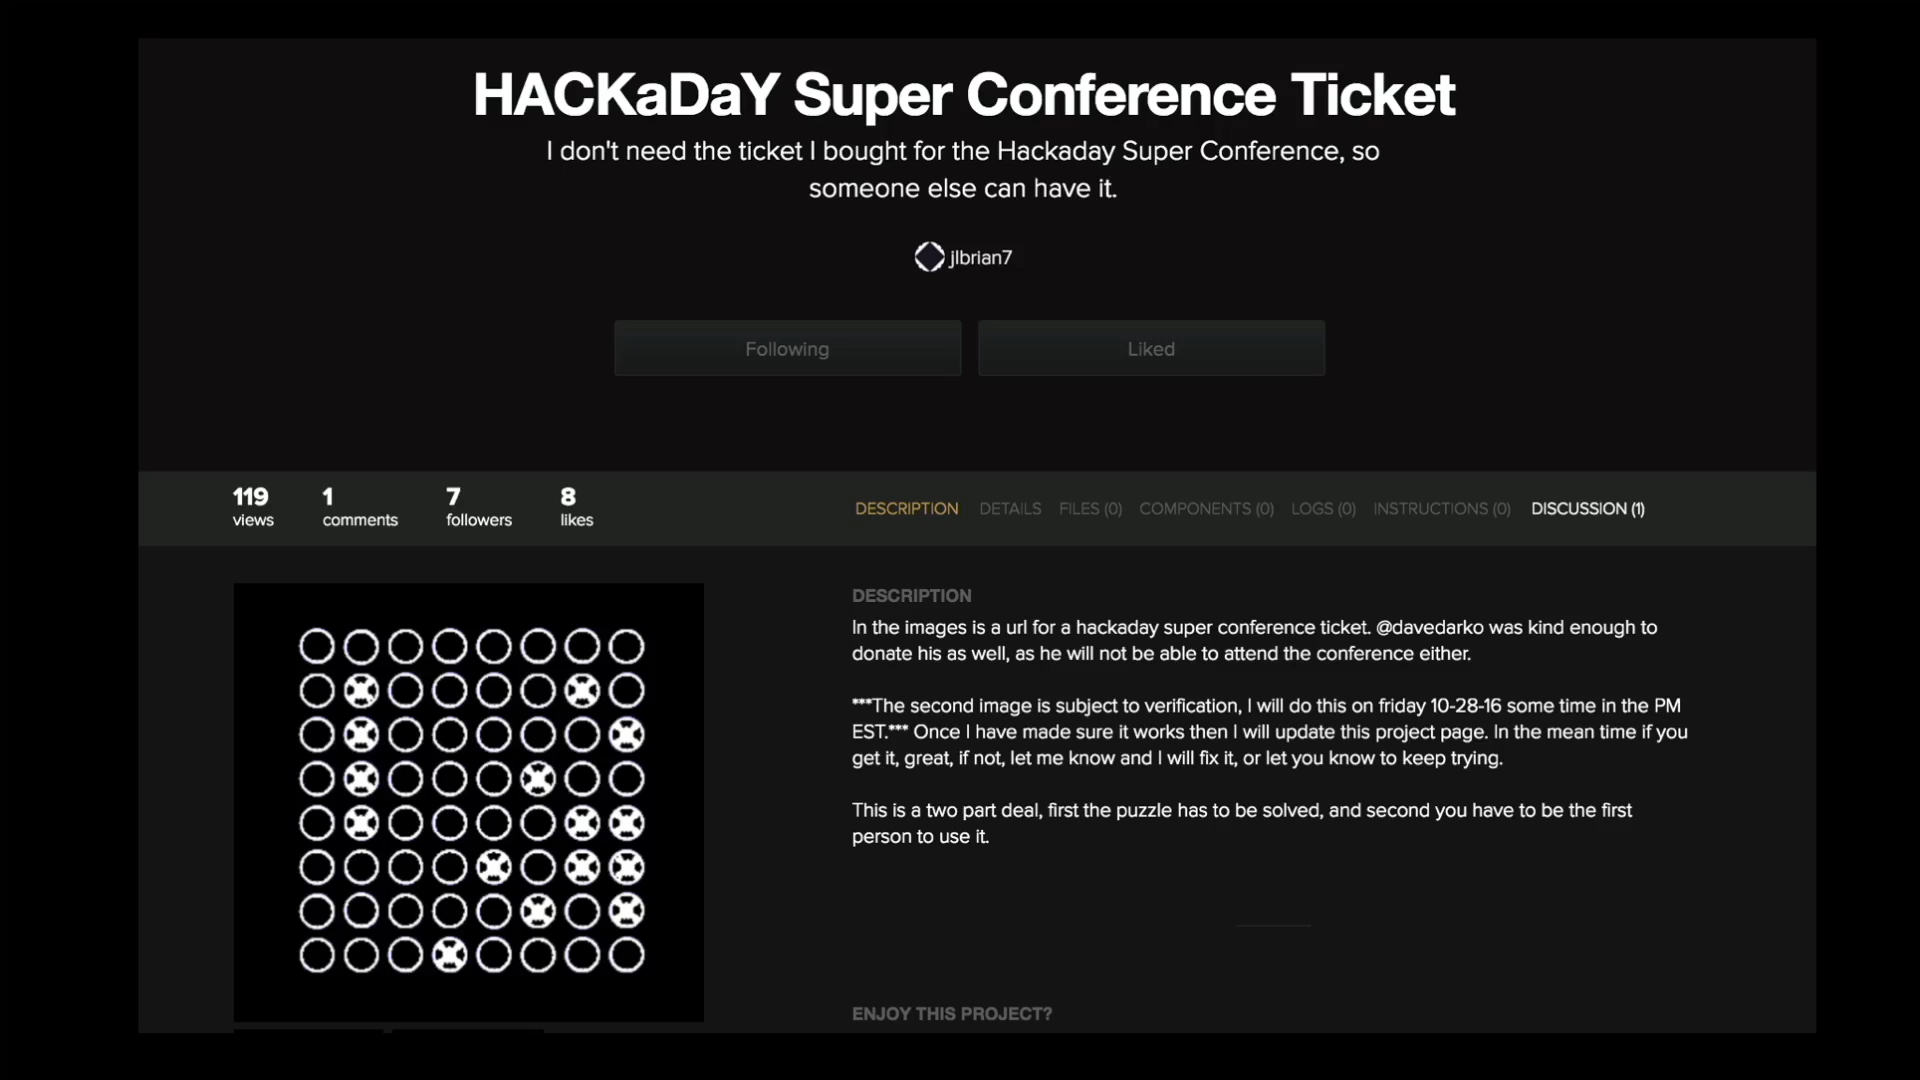 HACKaDaY Super Conference Ticket
I don't need the ticket I bought for the Hackaday Super Conference, so
someone else can have it.
jlbrian7
Following
Liked
119
views
1
comments
7
followers
8
likes
DESCRIPTION
DETAILS
FILES (0)
COMPONENTS (0)
LOGS (0)
INSTRUCTIONS (0)
DISCUSSION (1)
DESCRIPTION
In the images is a url for a hackaday super conference ticket. @davedarko was kind enough to
donate his as well, as he will not be able to attend the conference either.
***The second image is subject to verification, I will do this on friday 10-28-16 some time in the PM
EST.*** Once I have made sure it works then I will update this project page. In the mean time if you
get it, great, if not, let me know and I will fix it, or let you know to keep trying.
This is a two part deal, first the puzzle has to be solved, and second you have to be the first
person to use it.
ENJOY THIS PROJECT?